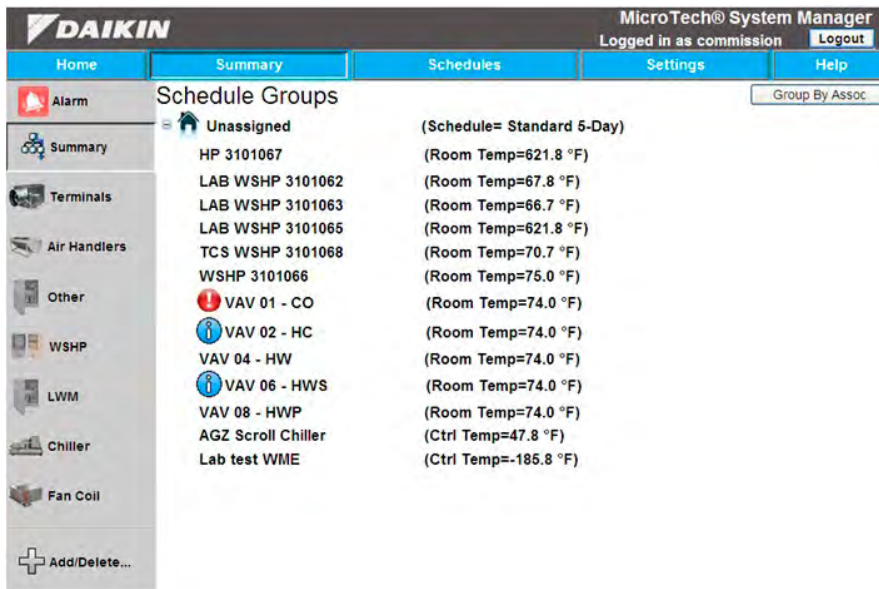 DAIKIN
MicroTech® System Manager
Logged in as commission Logout
Home Summary Schedules Settings Help
Alarm
Summary
Terminals
Air Handlers
Other
WSHP
LWM
Chiller
Fan Coil
Add/Delete...
Schedule Groups Group By Assoc
Unassigned (Schedule= Standard 5-Day)
HP 3101067 (Room Temp=621.8 °F)
LAB WSHP 3101062 (Room Temp=67.8 °F)
LAB WSHP 3101063 (Room Temp=66.7 °F)
LAB WSHP 3101065 (Room Temp=621.8 °F)
TCS WSHP 3101068 (Room Temp=70.7 °F)
WSHP 3101066 (Room Temp=75.0 °F)
VAV 01 - CO (Room Temp=74.0 °F)
VAV 02 - HC (Room Temp=74.0 °F)
VAV 04 - HW (Room Temp=74.0 °F)
VAV 06 - HWS (Room Temp=74.0 °F)
VAV 08 - HWP (Room Temp=74.0 °F)
AGZ Scroll Chiller (Ctrl Temp=47.8 °F)
Lab test WME (Ctrl Temp=-185.8 °F)